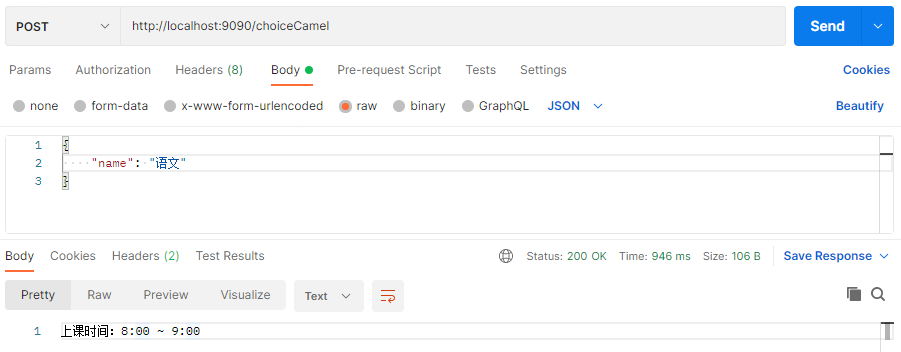 POST http://localhost:9090/choiceCamel Send
Params Authorization Headers (8) Body Pre-request Script Tests Settings Cookies
none form-data x-www-form-urlencoded raw binary GraphQL JSON Beautify
1 {
2 "name": "语文"
3 }
Body Cookies Headers (2) Test Results Status: 200 OK Time: 946 ms Size: 106 B Save Response
Pretty Raw Preview Visualize Text
1 上课时间：8:00 ~ 9:00